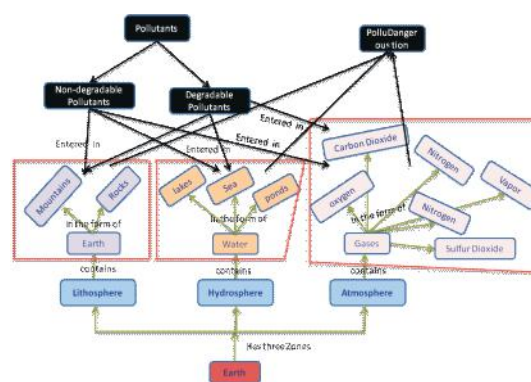 Pollutants
PolluDanger
oustion
Non-degradable
Pollutants
Degradable
Pollutants
Entered in
Entered in
Entered in
Entered in
Carbon Dioxide
Nitrogen
Vapor
Mountains
Rocks
lakes
Sea
ponds
oxygen
in the form of
Nitrogen
in the form of
In the form of
Earth
Water
Gases
Sulfur Dioxide
contains
contains
contains
Lithosphere
Hydrosphere
Atmosphere
Has three Zones
Earth